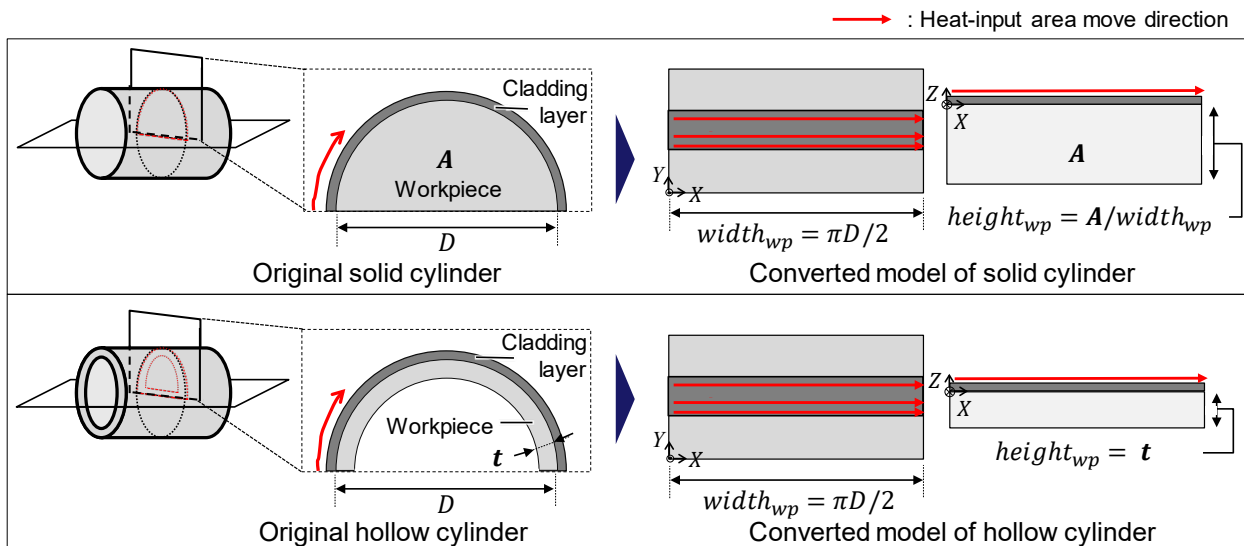 : Heat-input area move direction
Cladding
layer
A
Workpiece
D
Original solid cylinder
Y
X
width_wp = πD/2
Z
X
A
height_wp = A/width_wp
Converted model of solid cylinder
Cladding
layer
Workpiece
t
D
Original hollow cylinder
Y
X
width_wp = πD/2
Z
X
height_wp = t
Converted model of hollow cylinder